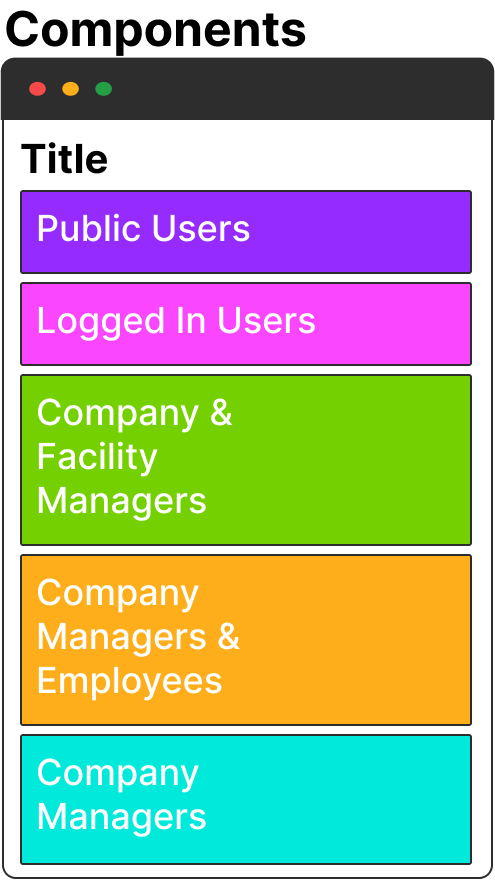 Components
Title
Public Users
Logged In Users
Company &
Facility
Managers
Company
Managers &
Employees
Company
Managers